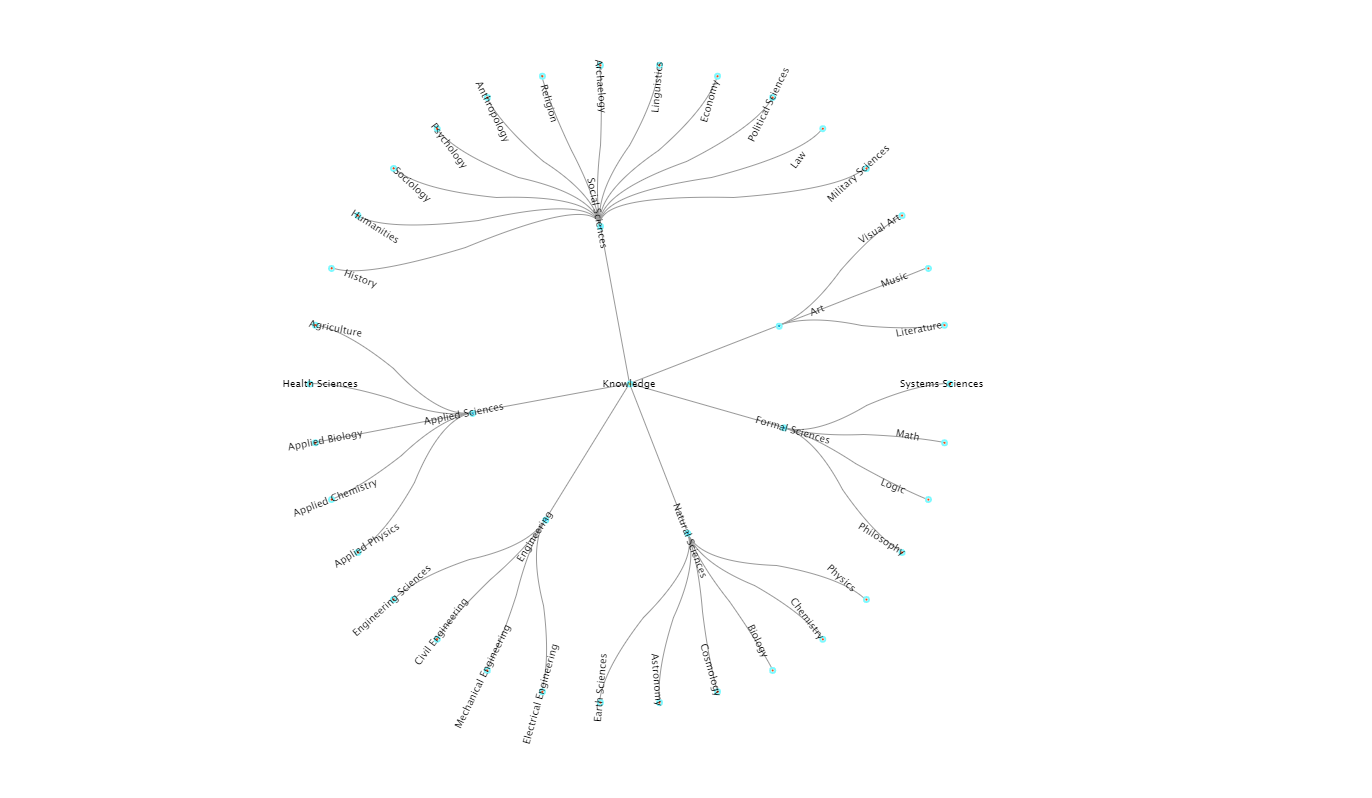 Knowledge
Social Sciences
History
Humanities
Sociology
Psychology
Anthropology
Religion
Archaelogy
Linguistics
Economy
Political Sciences
Law
Military Sciences
Art
Visual Art
Music
Literature
Formal Sciences
Systems Sciences
Math
Logic
Philosophy
Natural Sciences
Physics
Chemistry
Biology
Cosmology
Astronomy
Earth Sciences
Engineering
Electrical Engineering
Mechanical Engineering
Civil Engineering
Engineering Sciences
Applied Sciences
Applied Physics
Applied Chemistry
Applied Biology
Health Sciences
Agriculture